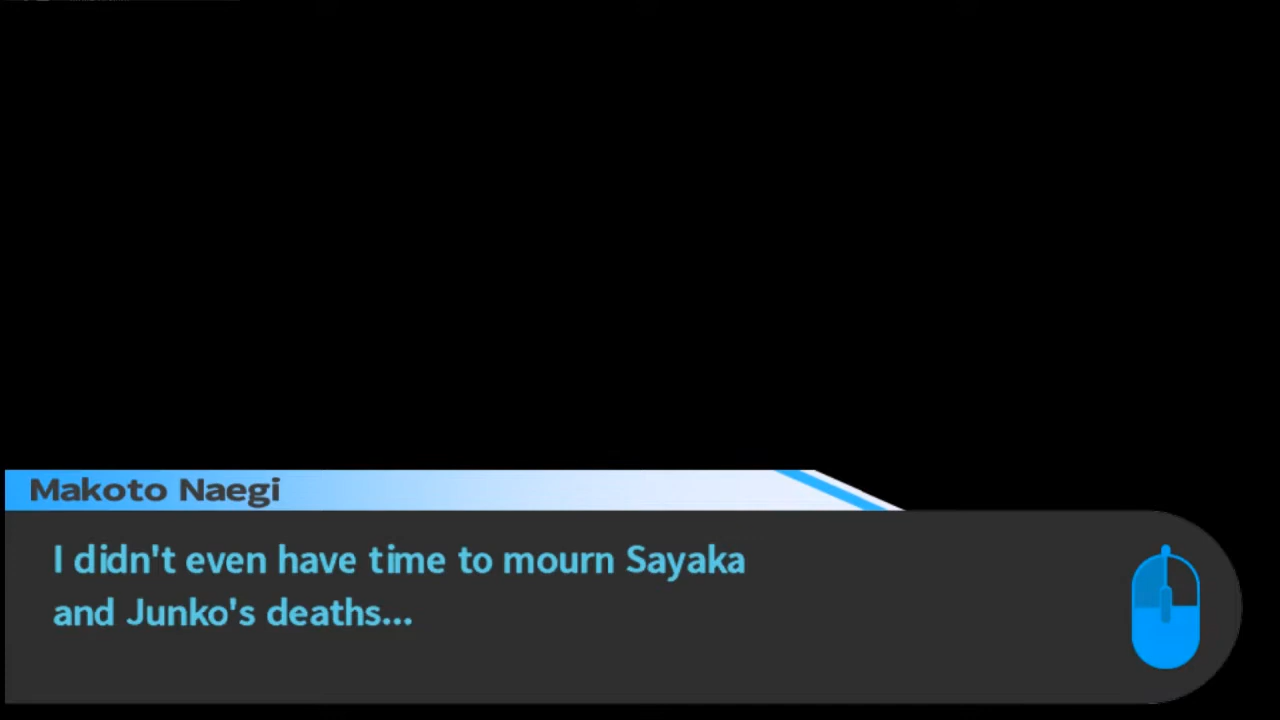 Makoto Naegi
I didn't even have time to mourn Sayaka
and Junko's deaths...